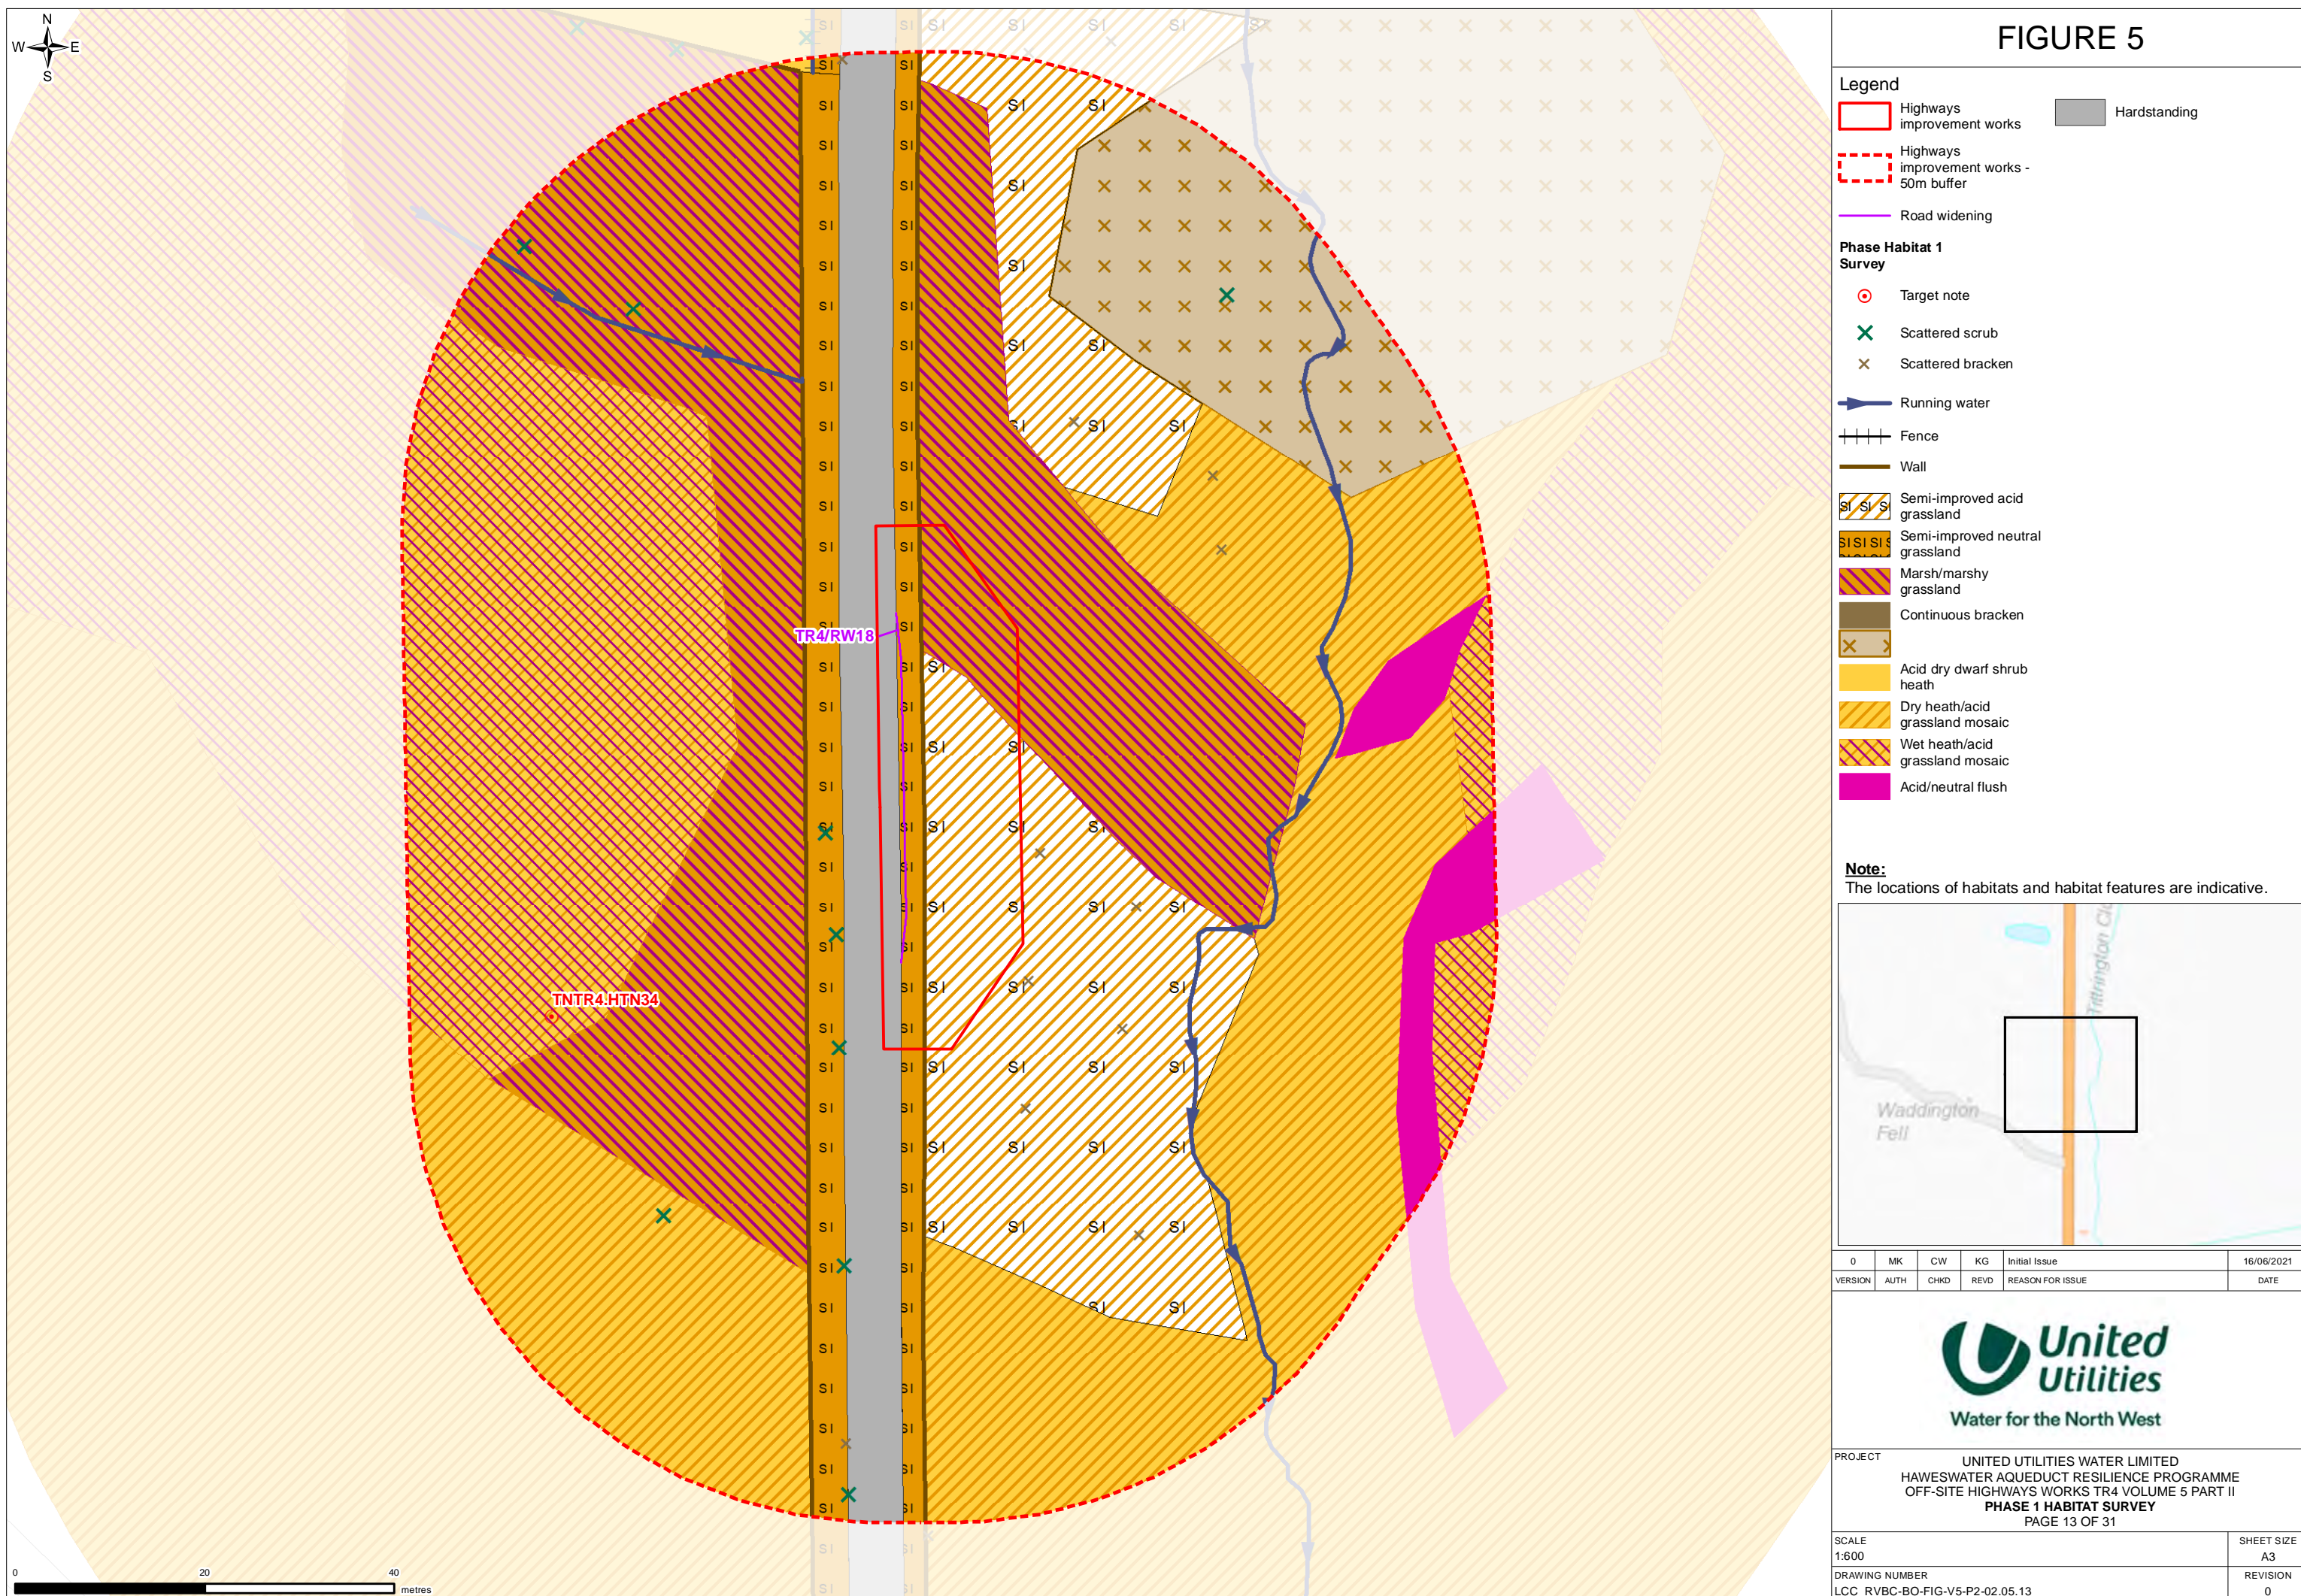 N
W
E
S
TR4/RW18
TNTR4.HTN34
0
20
40
metres
FIGURE 5
Legend
Highways
improvement works
Hardstanding
Highways
improvement works -
50m buffer
Road widening
Phase Habitat 1
Survey
Target note
Scattered scrub
Scattered bracken
Running water
Fence
Wall
SI SI SI
Semi-improved acid
grassland
SI SI SI S
Semi-improved neutral
grassland
Marsh/marshy
grassland
Continuous bracken
Acid dry dwarf shrub
heath
Dry heath/acid
grassland mosaic
Wet heath/acid
grassland mosaic
Acid/neutral flush
Note:
The locations of habitats and habitat features are indicative.
Waddington
Fell
0 MK CW KG Initial Issue 16/06/2021
VERSION AUTH CHKD REVD REASON FOR ISSUE DATE
United
Utilities
Water for the North West
PROJECT
UNITED UTILITIES WATER LIMITED
HAWESWATER AQUEDUCT RESILIENCE PROGRAMME
OFF-SITE HIGHWAYS WORKS TR4 VOLUME 5 PART II
PHASE 1 HABITAT SURVEY
PAGE 13 OF 31
SCALE
1:600
SHEET SIZE
A3
DRAWING NUMBER
LCC_RVBC-BO-FIG-V5-P2-02.05.13
REVISION
0